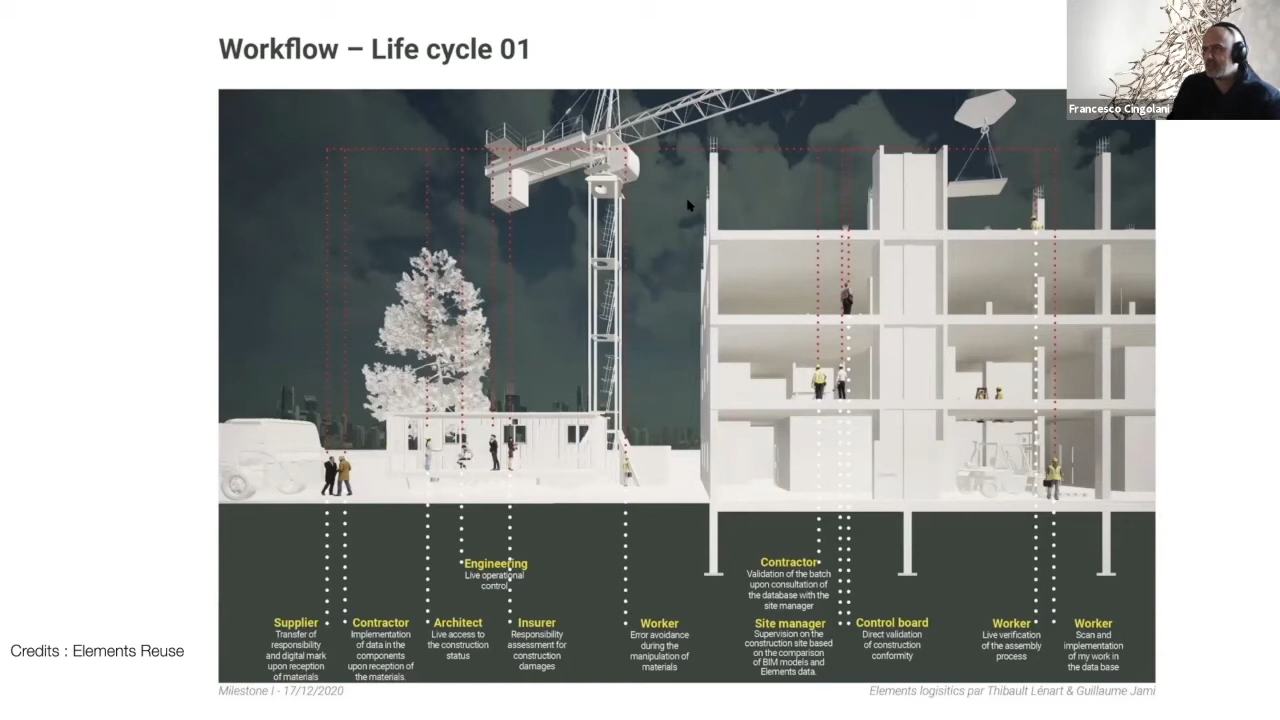 Workflow – Life cycle 01
Francesco Cingolani
Engineering
Live operational
control
Contractor
Validation of the batch
upon consultation of
the database with the
site manager
Supplier
Transfer of
responsibility
and digital mark
upon reception
of materials
Contractor
Implementation
of data in the
components
upon reception of
the materials.
Architect
Live access to
the construction
status
Insurer
Responsibility
assessment for
construction
damages
Worker
Error avoidance
during the
manipulation of
materials
Site manager
Supervision on the
construction site based
on the comparison
of BIM models and
Elements data.
Control board
Direct validation
of construction
conformity
Worker
Live verification
of the assembly
process
Worker
Scan and
implementation
of my work in
the data base
Credits : Elements Reuse
Milestone I - 17/12/2020
Elements logisitics par Thibault Lénart & Guillaume Jami